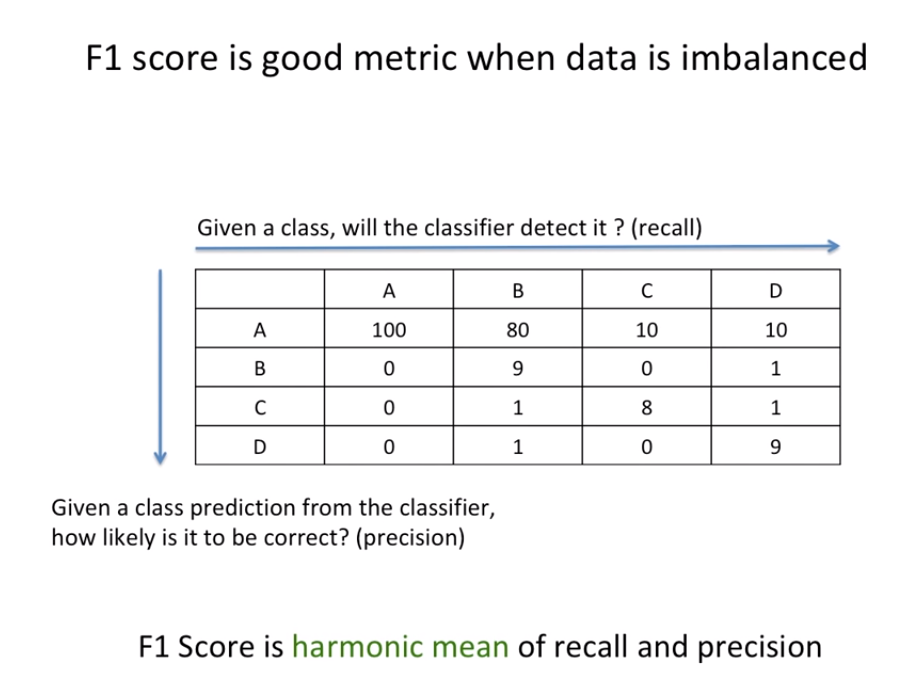 F1 score is good metric when data is imbalanced
Given a class, will the classifier detect it ? (recall)
A B C D
A 100 80 10 10
B 0 9 0 1
C 0 1 8 1
D 0 1 0 9
Given a class prediction from the classifier,
how likely is it to be correct? (precision)
F1 Score is harmonic mean of recall and precision